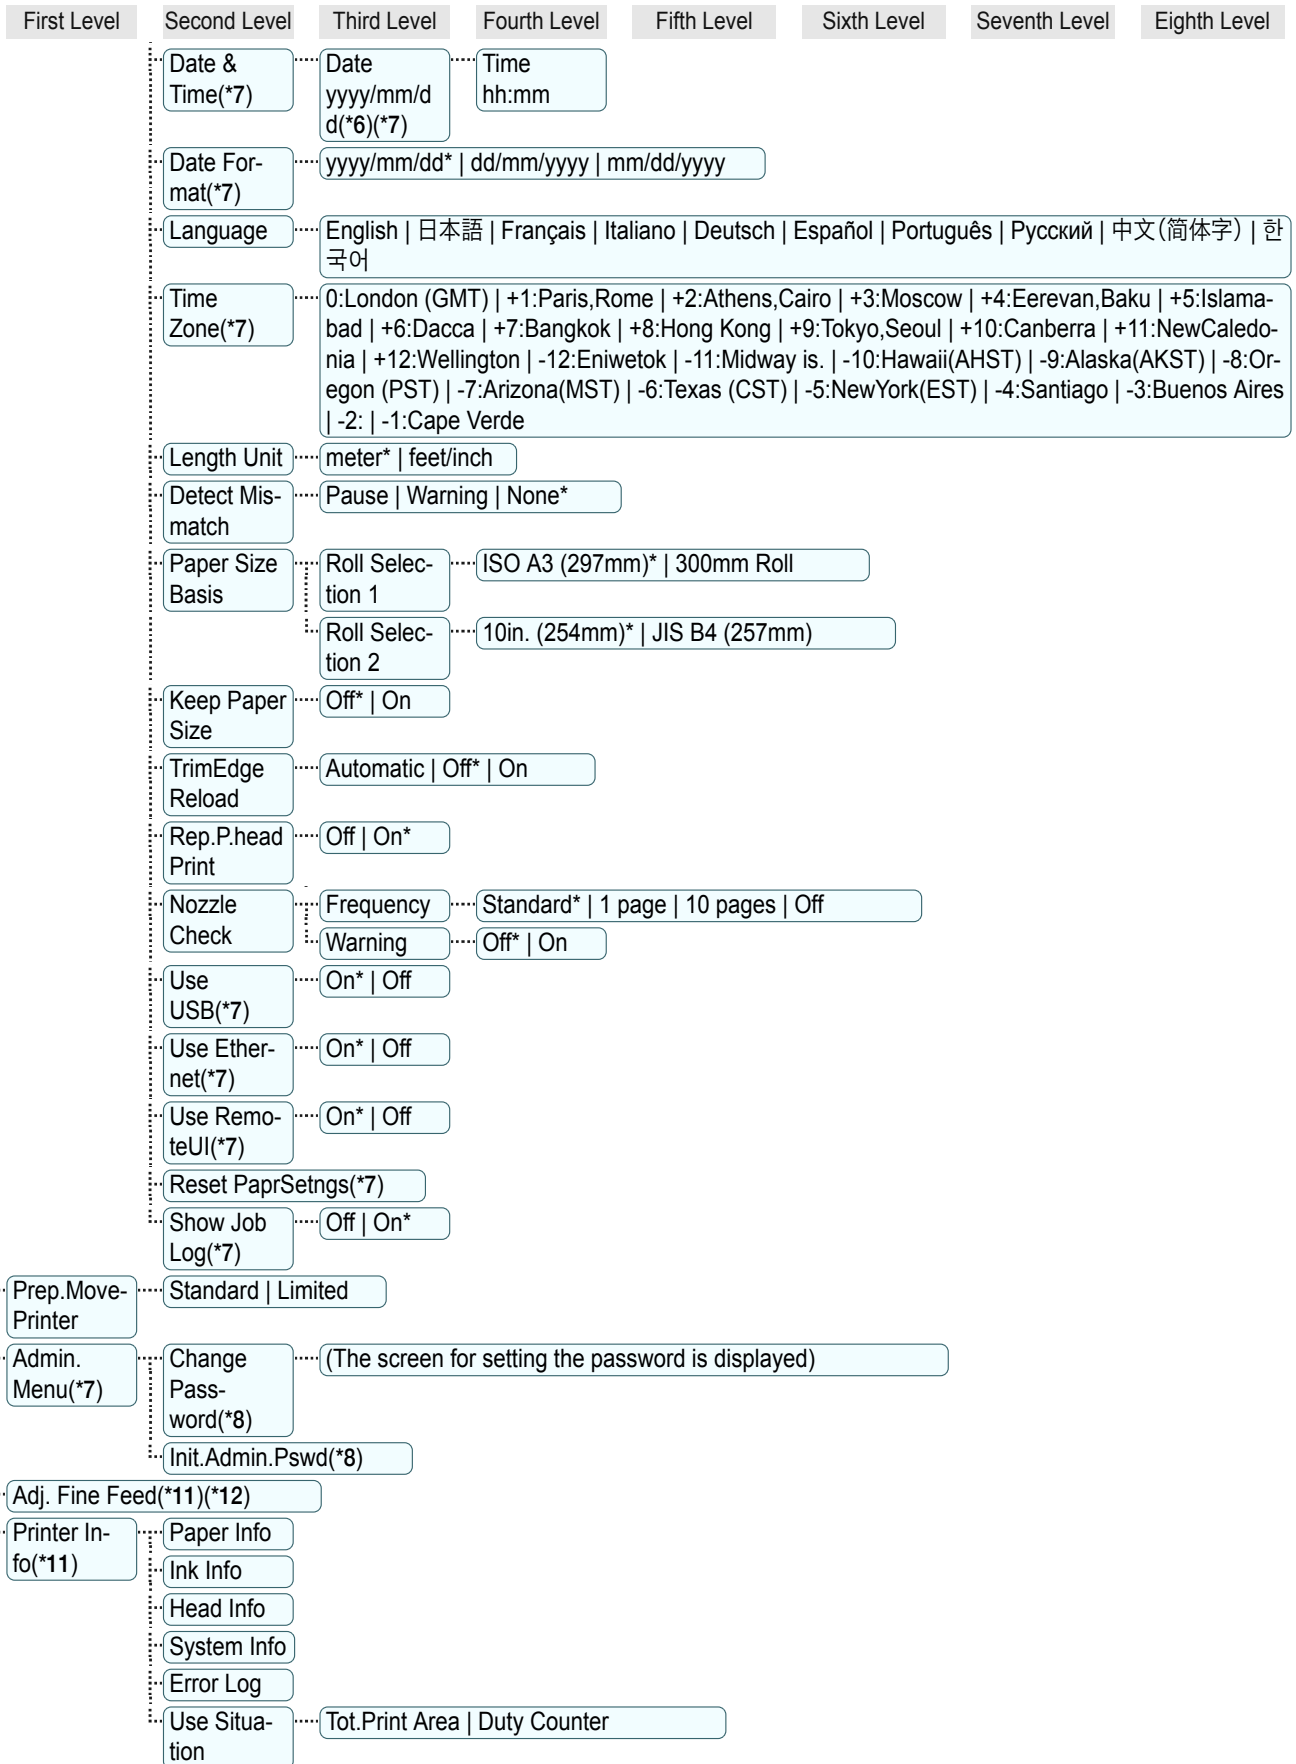 First Level Second Level Third Level Fourth Level Fifth Level Sixth Level Seventh Level Eighth Level
Date &
Time(*7)
Date
yyyy/mm/d
d(*6)(*7)
Time
hh:mm
Date For-
mat(*7)
yyyy/mm/dd* | dd/mm/yyyy | mm/dd/yyyy
Language
English | 日本語 | Français | Italiano | Deutsch | Español | Português | Русский | 中文（简体字） | 한
국어
Time
Zone(*7)
0:London (GMT) | +1:Paris,Rome | +2:Athens,Cairo | +3:Moscow | +4:Eerevan,Baku | +5:Islama-
bad | +6:Dacca | +7:Bangkok | +8:Hong Kong | +9:Tokyo,Seoul | +10:Canberra | +11:NewCaledo-
nia | +12:Wellington | -12:Eniwetok | -11:Midway is. | -10:Hawaii(AHST) | -9:Alaska(AKST) | -8:Or-
egon (PST) | -7:Arizona(MST) | -6:Texas (CST) | -5:NewYork(EST) | -4:Santiago | -3:Buenos Aires
| -2: | -1:Cape Verde
Length Unit
meter* | feet/inch
Detect Mis-
match
Pause | Warning | None*
Paper Size
Basis
Roll Selec-
tion 1
ISO A3 (297mm)* | 300mm Roll
Roll Selec-
tion 2
10in. (254mm)* | JIS B4 (257mm)
Keep Paper
Size
Off* | On
TrimEdge
Reload
Automatic | Off* | On
Rep.P.head
Print
Off | On*
Nozzle
Check
Frequency
Standard* | 1 page | 10 pages | Off
Warning
Off* | On
Use
USB(*7)
On* | Off
Use Ether-
net(*7)
On* | Off
Use Remo-
teUI(*7)
On* | Off
Reset PaprSetngs(*7)
Show Job
Log(*7)
Off | On*
Prep.Move-
Printer
Standard | Limited
Admin.
Menu(*7)
Change
Pass-
word(*8)
(The screen for setting the password is displayed)
Init.Admin.Pswd(*8)
Adj. Fine Feed(*11)(*12)
Printer In-
fo(*11)
Paper Info
Ink Info
Head Info
System Info
Error Log
Use Situa-
tion
Tot.Print Area | Duty Counter